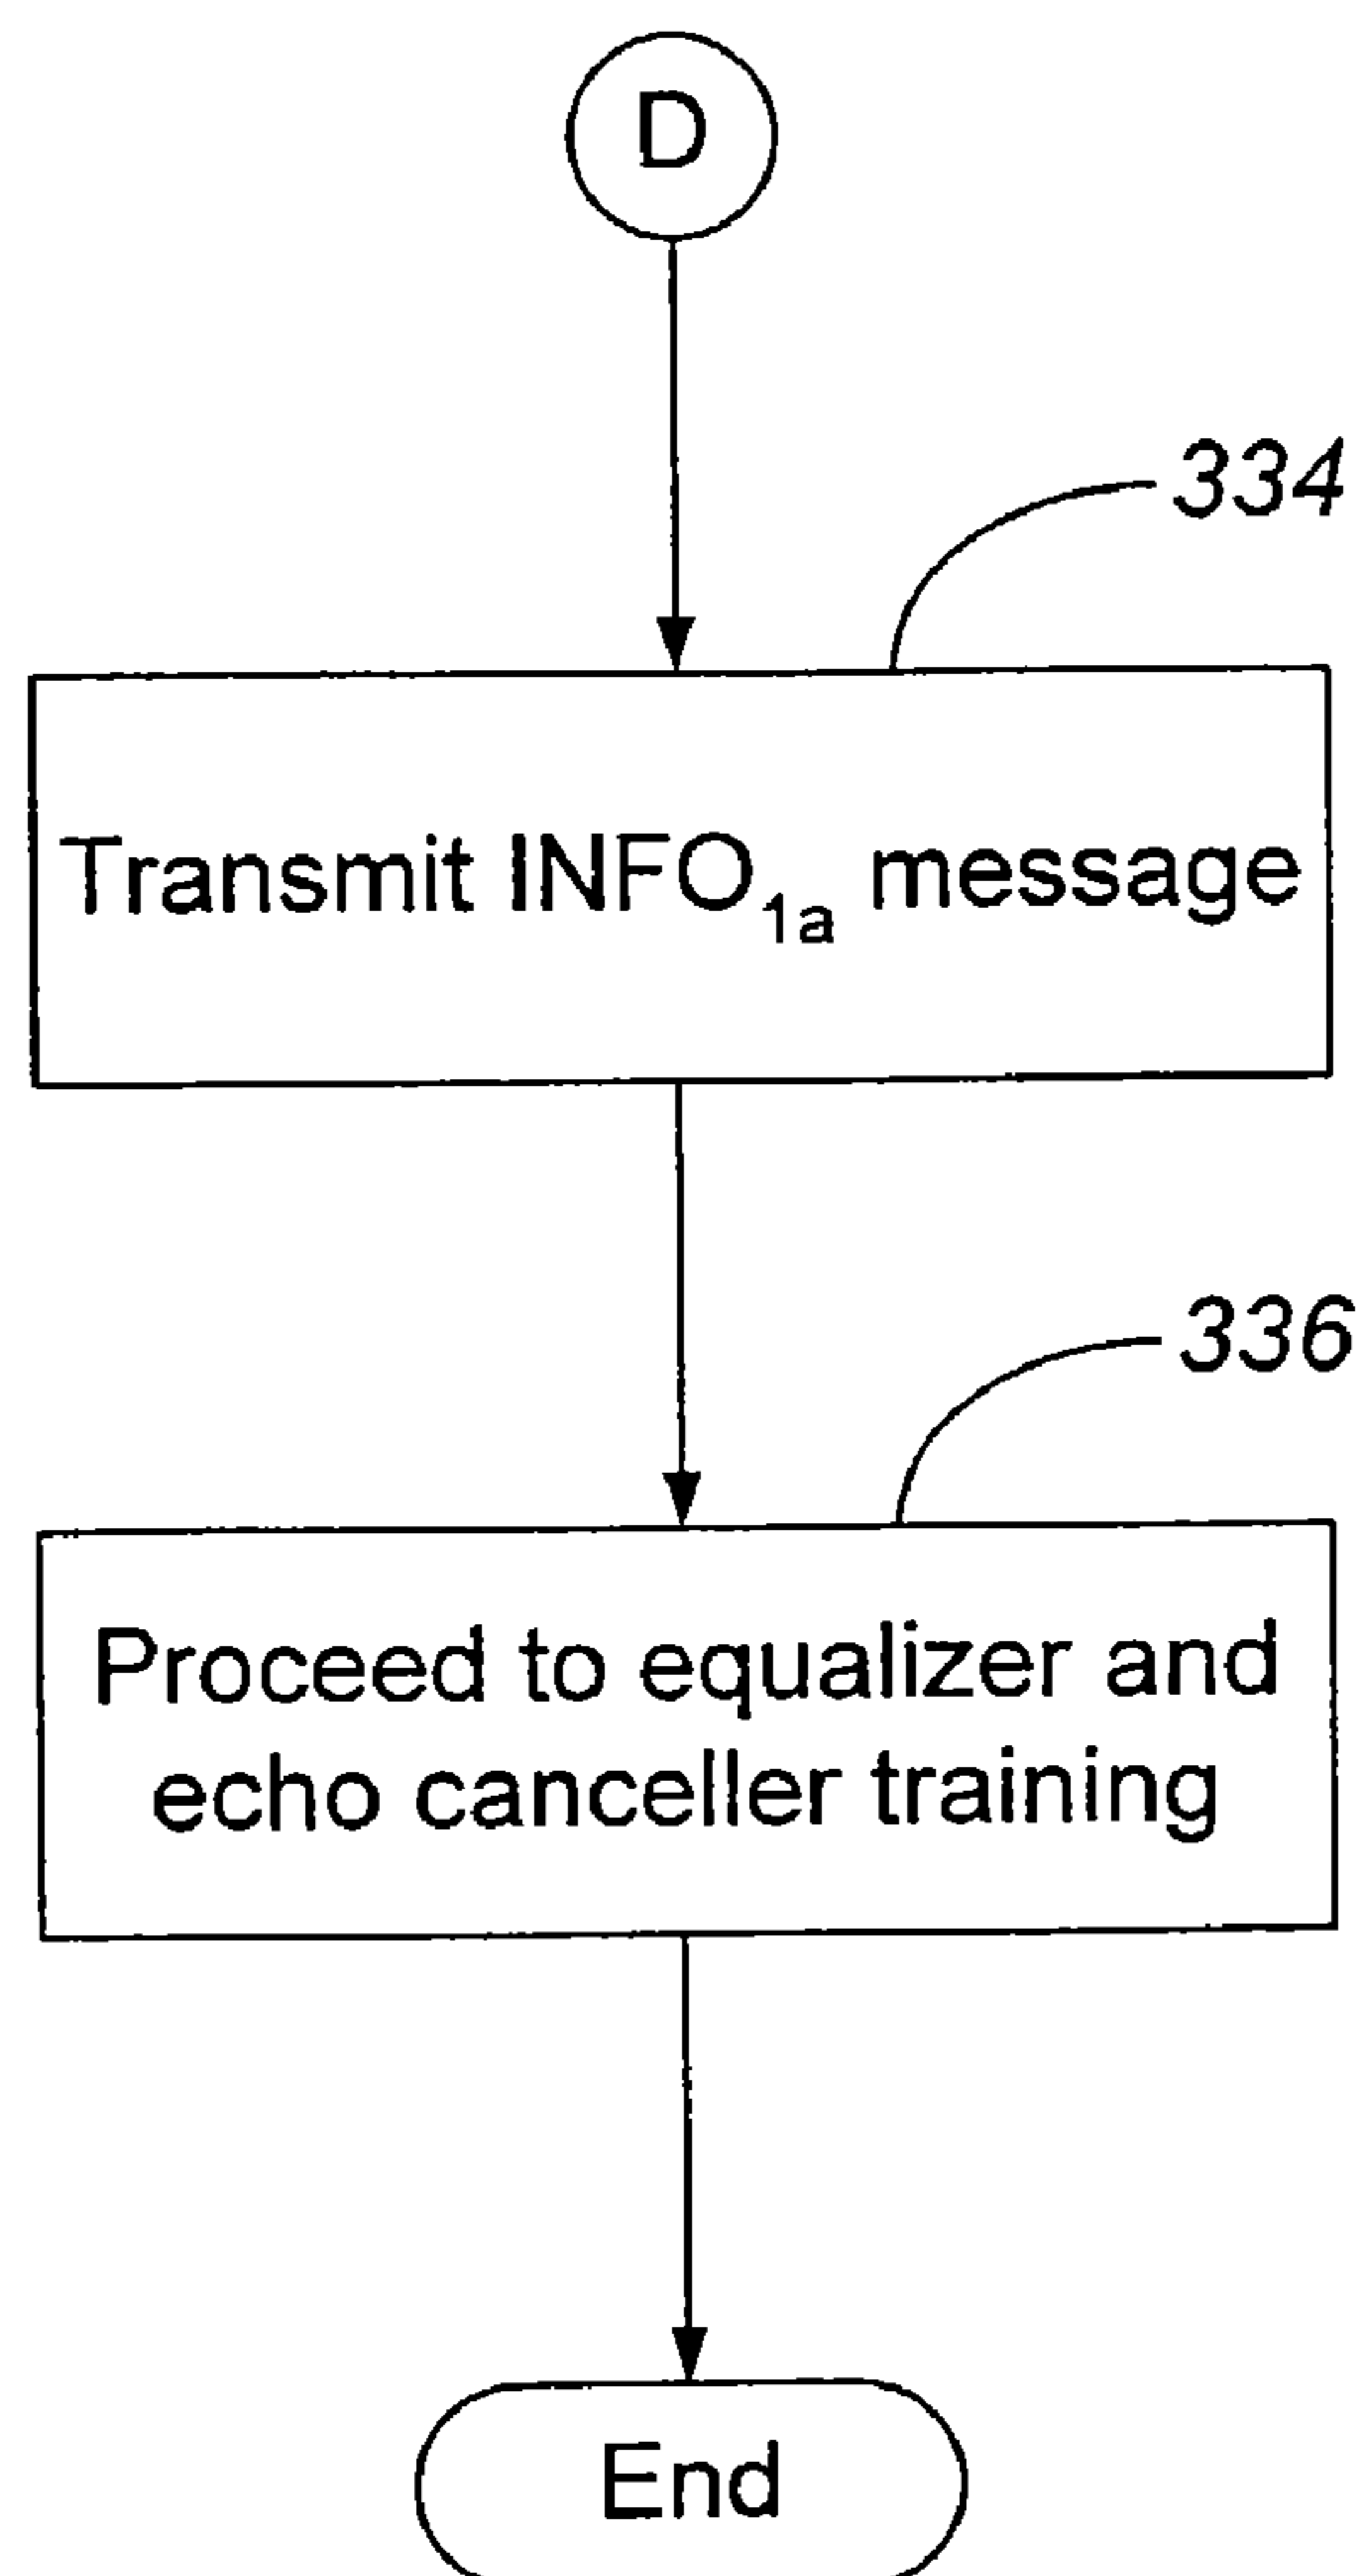 D
334
Transmit INFO₁ₐ message
336
Proceed to equalizer and
echo canceller training
End